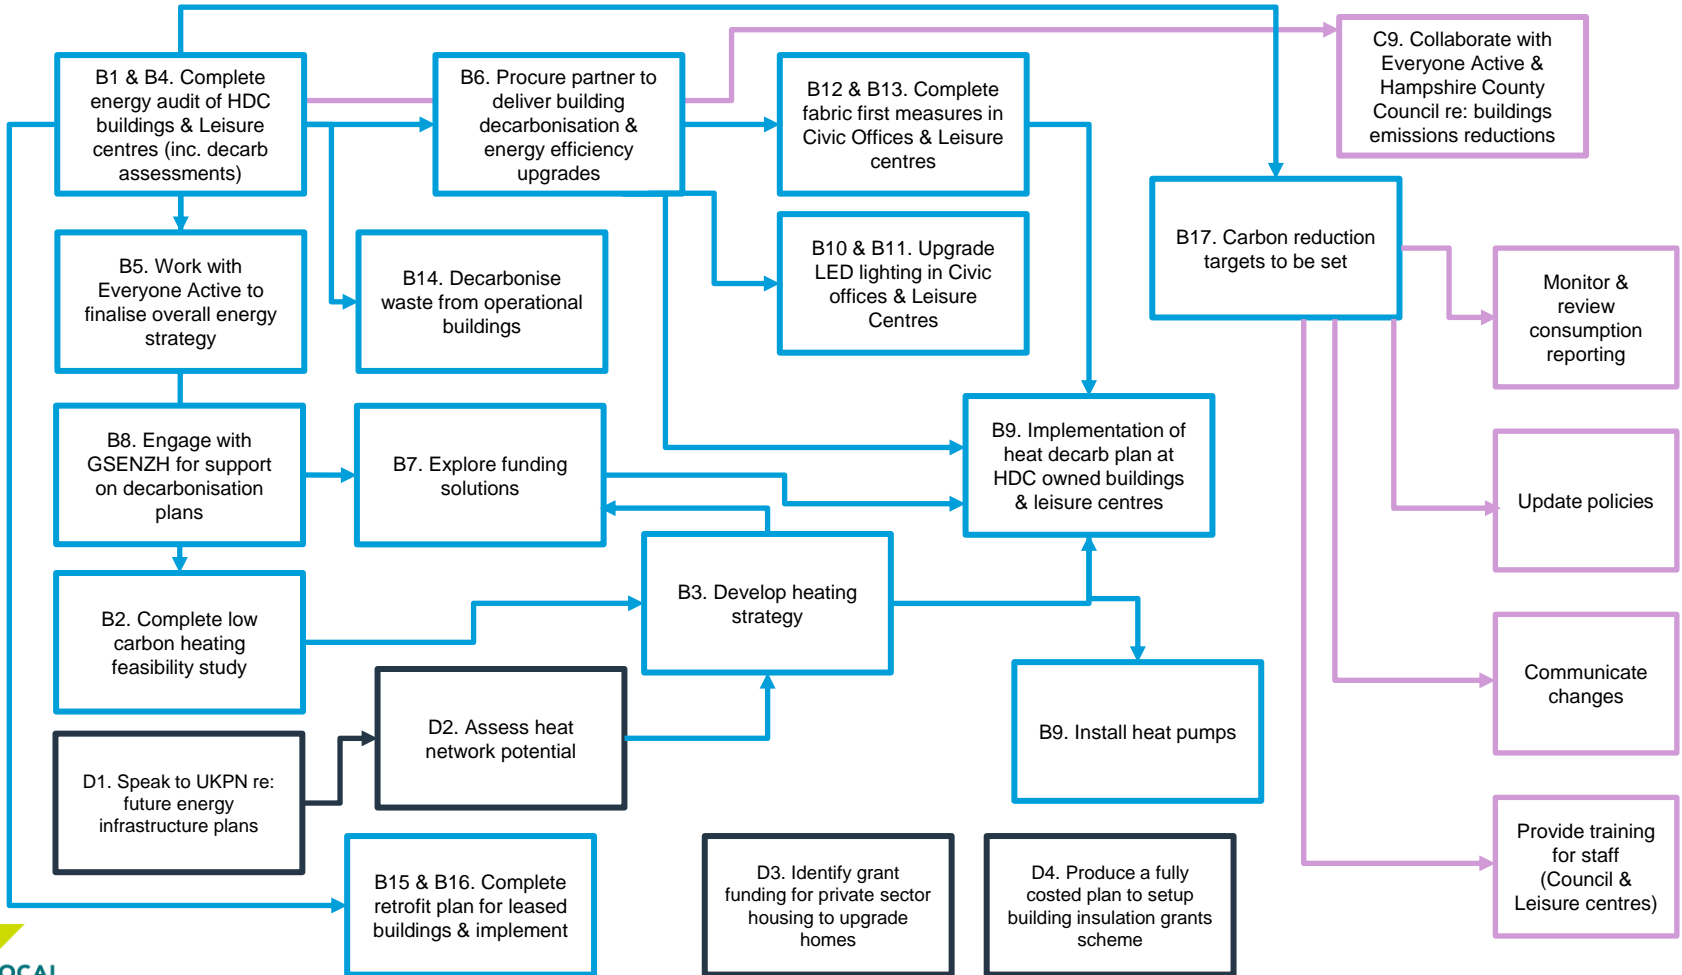 B1 & B4. Complete
energy audit of HDC
buildings & Leisure
centres (inc. decarb
assessments)
B6. Procure partner to
deliver building
decarbonisation &
energy efficiency
upgrades
B12 & B13. Complete
fabric first measures in
Civic Offices & Leisure
centres
C9. Collaborate with
Everyone Active &
Hampshire County
Council re: buildings
emissions reductions
B5. Work with
Everyone Active to
finalise overall energy
strategy
B14. Decarbonise
waste from operational
buildings
B10 & B11. Upgrade
LED lighting in Civic
offices & Leisure
Centres
B17. Carbon reduction
targets to be set
Monitor &
review
consumption
reporting
B8. Engage with
GSENZH for support
on decarbonisation
plans
B7. Explore funding
solutions
B9. Implementation of
heat decarb plan at
HDC owned buildings
& leisure centres
Update policies
B2. Complete low
carbon heating
feasibility study
B3. Develop heating
strategy
Communicate
changes
D1. Speak to UKPN re:
future energy
infrastructure plans
D2. Assess heat
network potential
B9. Install heat pumps
B15 & B16. Complete
retrofit plan for leased
buildings & implement
D3. Identify grant
funding for private sector
housing to upgrade
homes
D4. Produce a fully
costed plan to setup
building insulation grants
scheme
Provide training
for staff
(Council &
Leisure centres)
OCAL